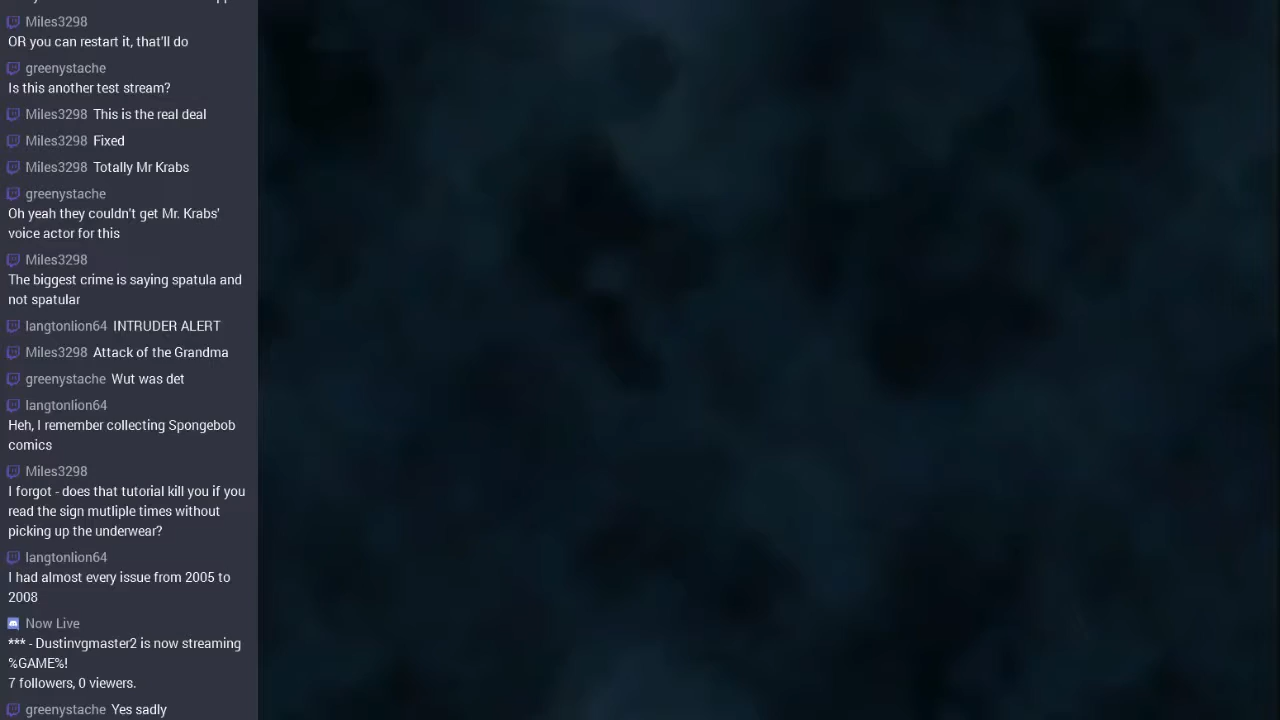 Miles3298
OR you can restart it, that'll do
greenystache
Is this another test stream?
Miles3298 This is the real deal
Miles3298 Fixed
Miles3298 Totally Mr Krabs
greenystache
Oh yeah they couldn't get Mr. Krabs'
voice actor for this
Miles3298
The biggest crime is saying spatula and
not spatular
langtonlion64 INTRUDER ALERT
Miles3298 Attack of the Grandma
greenystache Wut was det
langtonlion64
Heh, I remember collecting Spongebob
comics
Miles3298
I forgot - does that tutorial kill you if you
read the sign mutliple times without
picking up the underwear?
langtonlion64
I had almost every issue from 2005 to
2008
Now Live
*** - Dustinvgmaster2 is now streaming
%GAME%!
7 followers, 0 viewers.
greenystache Yes sadly